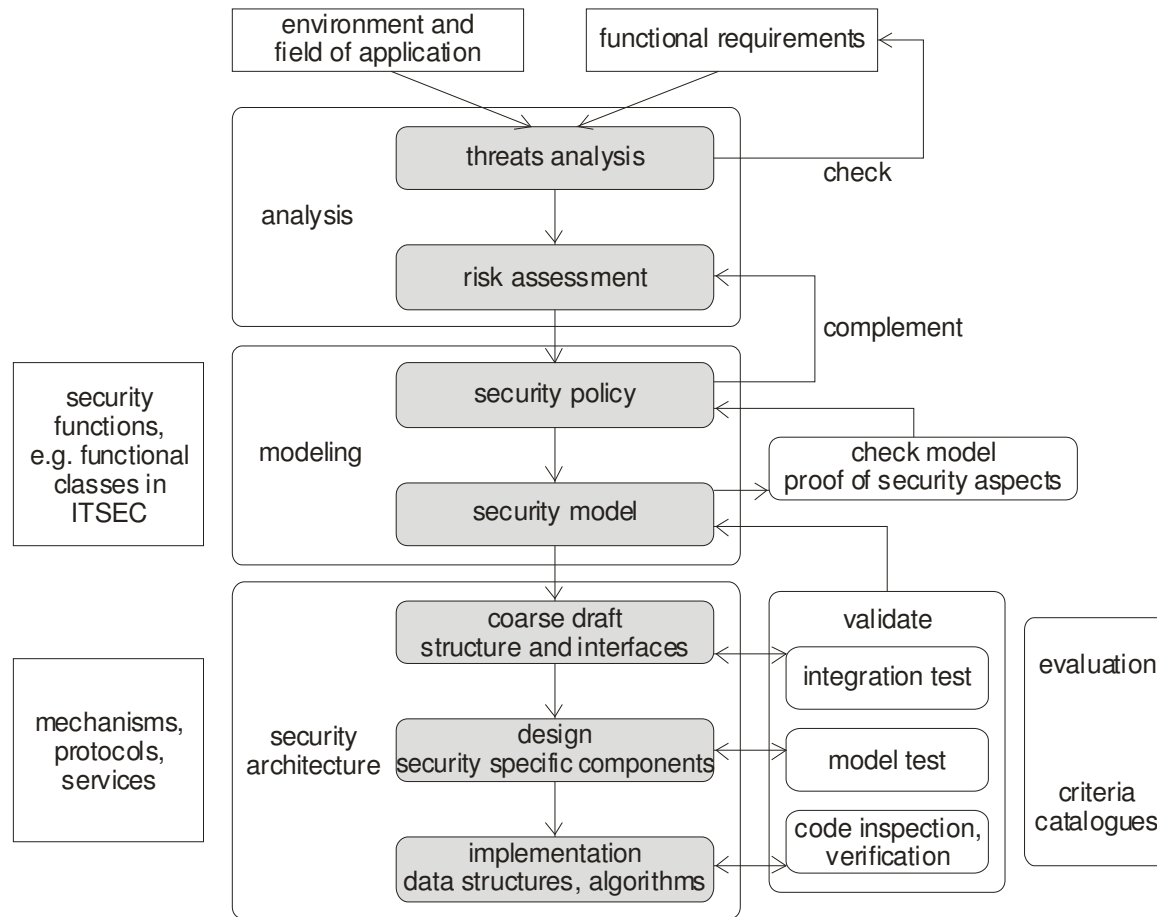 environment and
field of application
functional requirements
threats analysis
check
analysis
risk assessment
complement
security
functions,
e.g. functional
classes in
ITSEC
security policy
modeling
check model
proof of security aspects
security model
coarse draft
structure and interfaces
validate
integration test
evaluation
mechanisms,
protocols,
services
security
architecture
design
security specific components
model test
criteria
catalogues
implementation
data structures, algorithms
code inspection,
verification